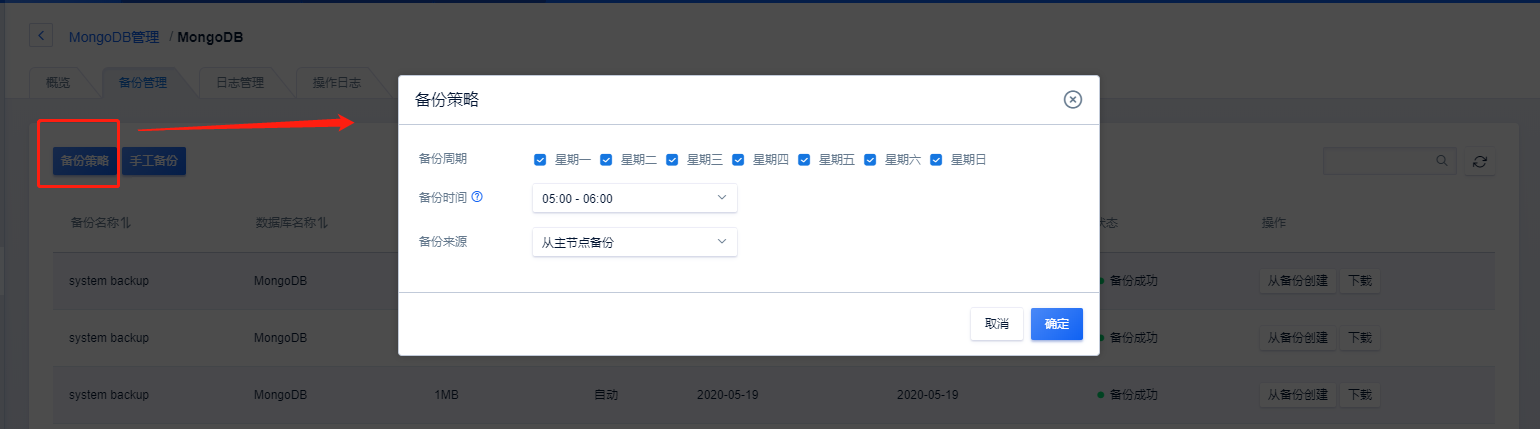 MongoDB管理 / MongoDB
概览 备份管理 日志管理 操作日志
备份策略 手工备份
备份策略
备份周期 星期一 星期二 星期三 星期四 星期五 星期六 星期日
备份时间 05:00 - 06:00
备份来源 从主节点备份
取消 确定
备份名称 数据库名称 操作
system backup MongoDB 备份成功 从备份创建 下载
system backup MongoDB 备份成功 从备份创建 下载
system backup MongoDB 1MB 自动 2020-05-19 2020-05-19 备份成功 从备份创建 下载